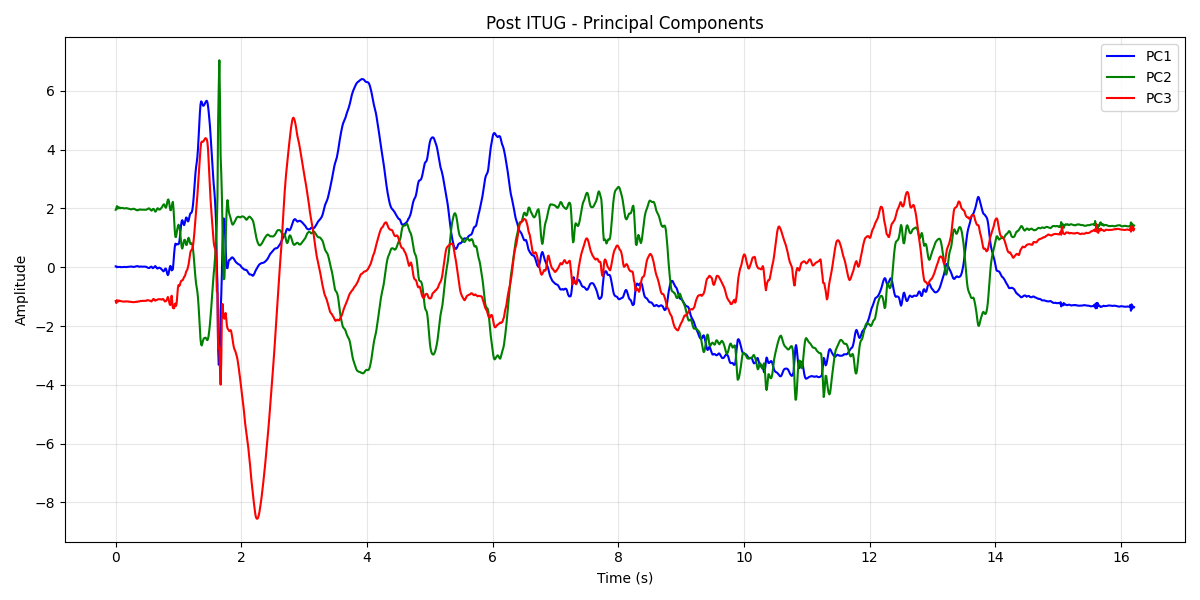 Post ITUG - Principal Components
PC1
PC2
PC3
Amplitude
6
4
2
0
−2
−4
−6
−8
0 2 4 6 8 10 12 14 16
Time (s)